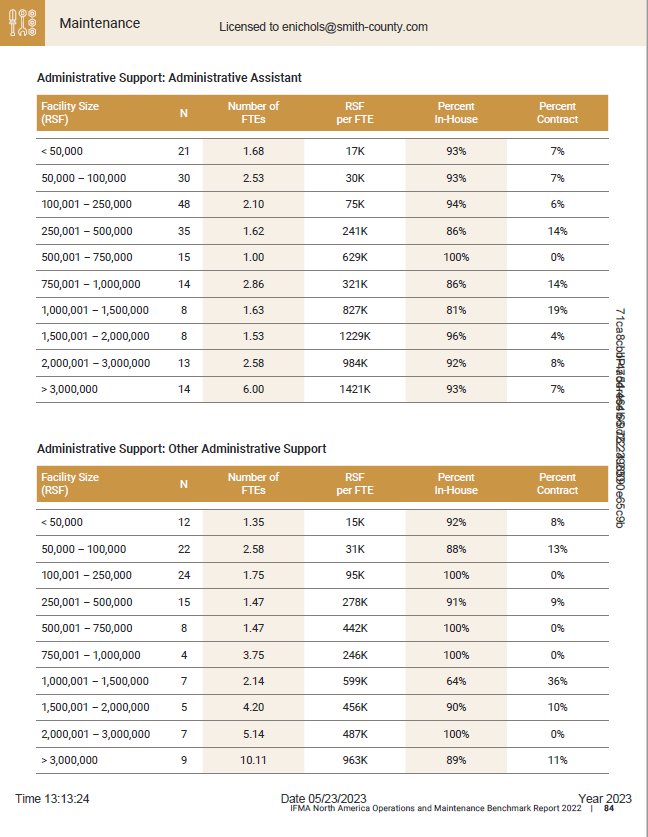 Maintenance
Licensed to enichols@smith-county.com
Administrative Support: Administrative Assistant
Facility Size (RSF) N Number of FTEs RSF per FTE Percent In-House Percent Contract
< 50,000 21 1.68 17K 93% 7%
50,000 – 100,000 30 2.53 30K 93% 7%
100,001 – 250,000 48 2.10 75K 94% 6%
250,001 – 500,000 35 1.62 241K 86% 14%
500,001 – 750,000 15 1.00 629K 100% 0%
750,001 – 1,000,000 14 2.86 321K 86% 14%
1,000,001 – 1,500,000 8 1.63 827K 81% 19%
1,500,001 – 2,000,000 8 1.53 1229K 96% 4%
2,000,001 – 3,000,000 13 2.58 984K 92% 8%
> 3,000,000 14 6.00 1421K 93% 7%
Administrative Support: Other Administrative Support
Facility Size (RSF) N Number of FTEs RSF per FTE Percent In-House Percent Contract
< 50,000 12 1.35 15K 92% 8%
50,000 – 100,000 22 2.58 31K 88% 13%
100,001 – 250,000 24 1.75 95K 100% 0%
250,001 – 500,000 15 1.47 278K 91% 9%
500,001 – 750,000 8 1.47 442K 100% 0%
750,001 – 1,000,000 4 3.75 246K 100% 0%
1,000,001 – 1,500,000 7 2.14 599K 64% 36%
1,500,001 – 2,000,000 5 4.20 456K 90% 10%
2,000,001 – 3,000,000 7 5.14 487K 100% 0%
> 3,000,000 9 10.11 963K 89% 11%
Time 13:13:24 Date 05/23/2023 Year 2023
IFMA North America Operations and Maintenance Benchmark Report 2022 | 84